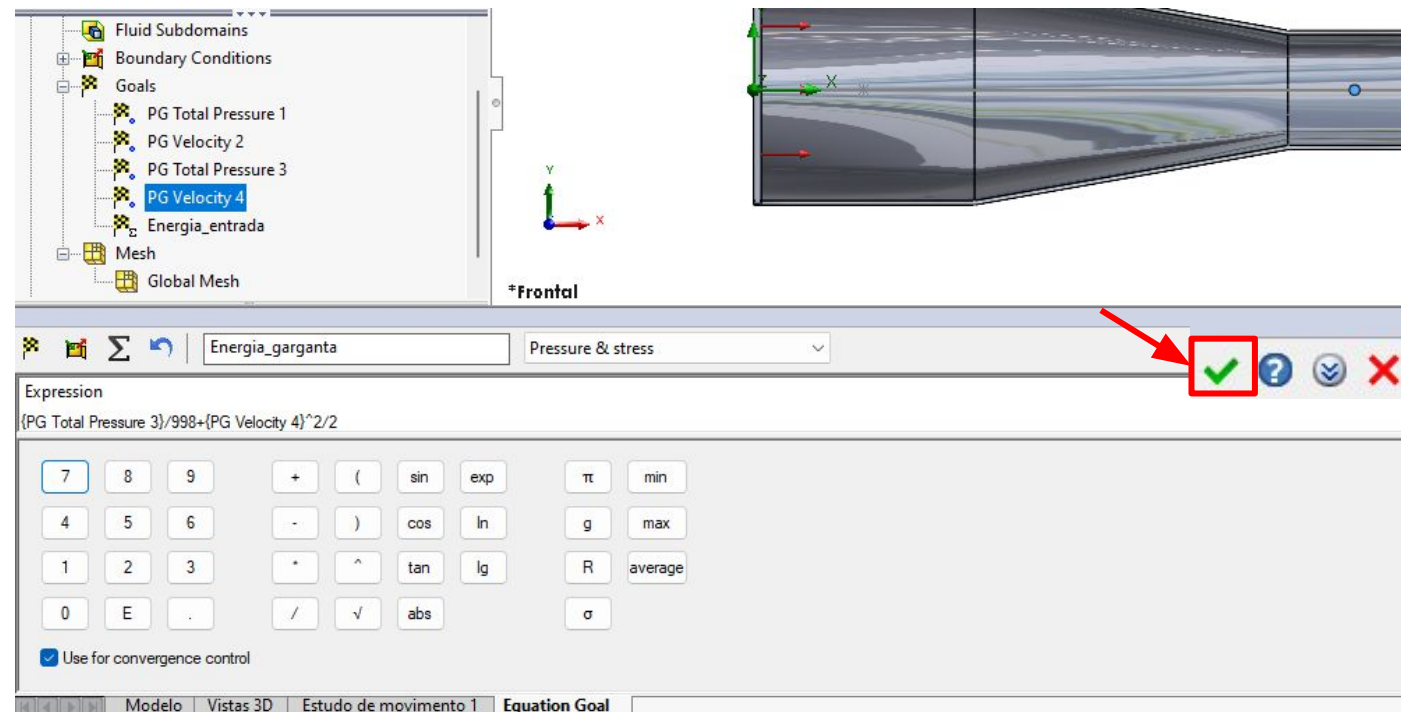 Fluid Subdomains
Boundary Conditions
Goals
PG Total Pressure 1
PG Velocity 2
PG Total Pressure 3
PG Velocity 4
Energia_entrada
Mesh
Global Mesh
Z X
Y
X
*Frontal
Σ Energia_garganta Pressure & stress ?
Expression
{PG Total Pressure 3}/998+{PG Velocity 4}^2/2
7 8 9 + ( sin exp π min
4 5 6 - ) cos ln g max
1 2 3 * ^ tan lg R average
0 E . / √ abs σ
Use for convergence control
Modelo Vistas 3D Estudo de movimento 1 Equation Goal